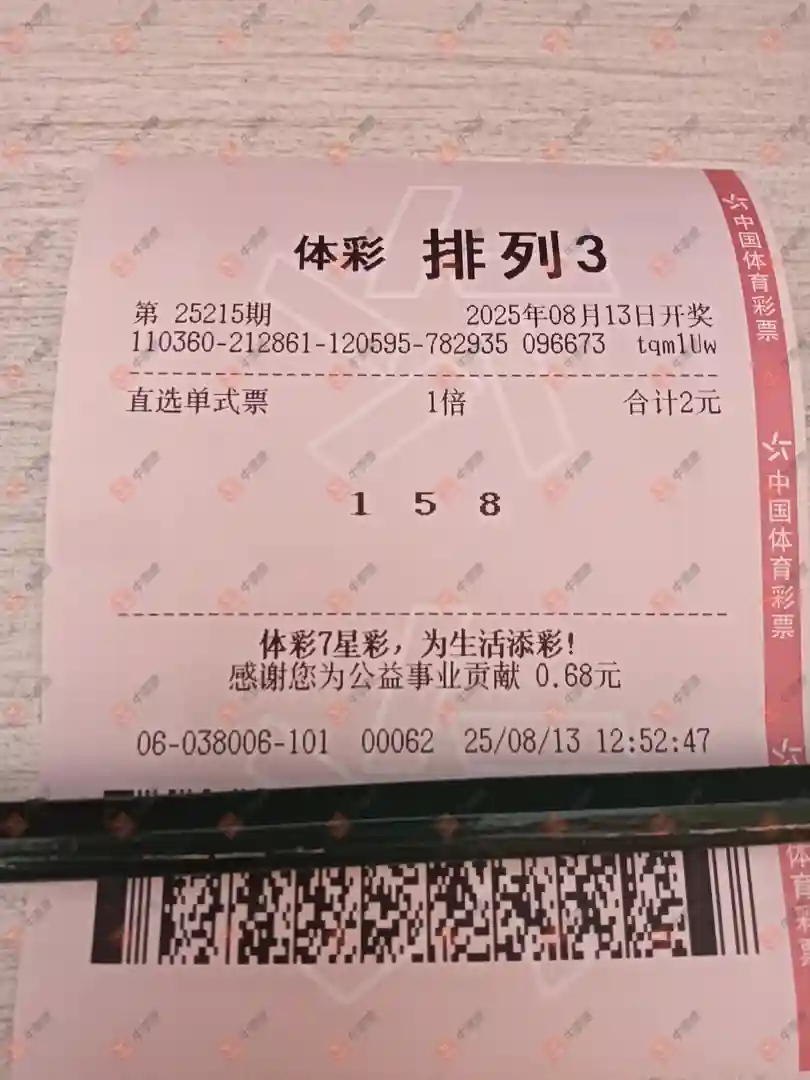 体彩 排列3
第 25215期 2025年08月13日开奖
110360-212861-120595-782935 096673 tqm1Uw
直选单式票 1倍 合计2元
1 5 8
体彩7星彩，为生活添彩！
感谢您为公益事业贡献 0.68元
06-038006-101 00062 25/08/13 12:52:47
中国体育彩票
中国体育彩票
体育彩票